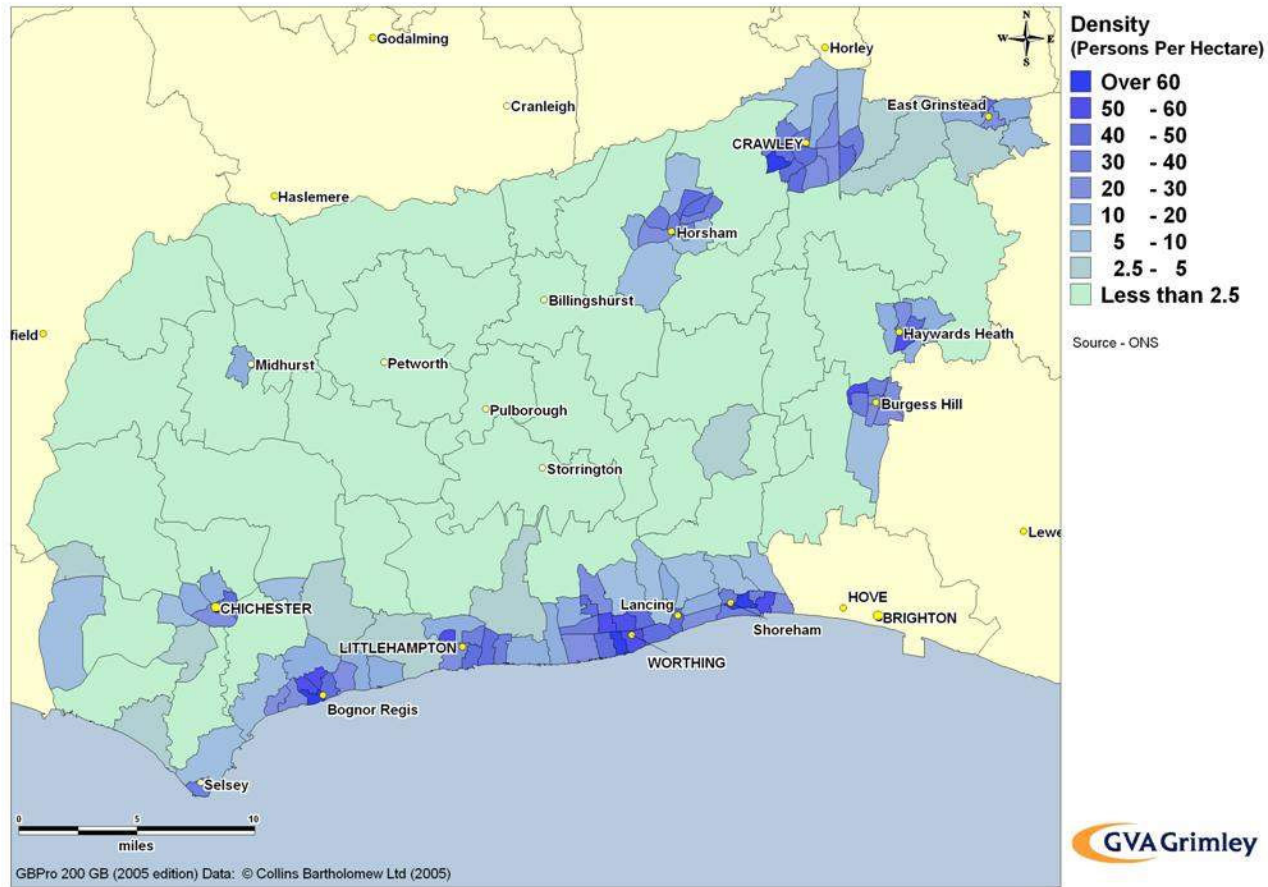 Godalming
Horley
Cranleigh
East Grinstead
CRAWLEY
Haslemere
Horsham
Billingshurst
field
Haywards Heath
Midhurst
Petworth
Burgess Hill
Pulborough
Storrington
Lewe
CHICHESTER
Lancing
HOVE
BRIGHTON
Shoreham
LITTLEHAMPTON
WORTHING
Bognor Regis
Selsey
N
W E
S
0 5 10
miles
GBPro 200 GB (2005 edition) Data: © Collins Bartholomew Ltd (2005)
Density
(Persons Per Hectare)
Over 60
50 - 60
40 - 50
30 - 40
20 - 30
10 - 20
5 - 10
2.5 - 5
Less than 2.5
Source - ONS
GVA Grimley